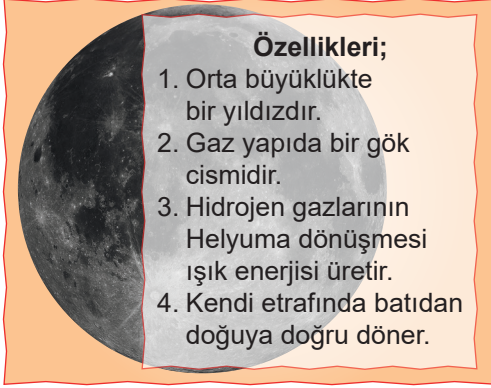 Özellikleri;
1. Orta büyüklükte
bir yıldızdır.
2. Gaz yapıda bir gök
cismidir.
3. Hidrojen gazlarının
Helyuma dönüşmesi
ışık enerjisi üretir.
4. Kendi etrafında batıdan
doğuya doğru döner.